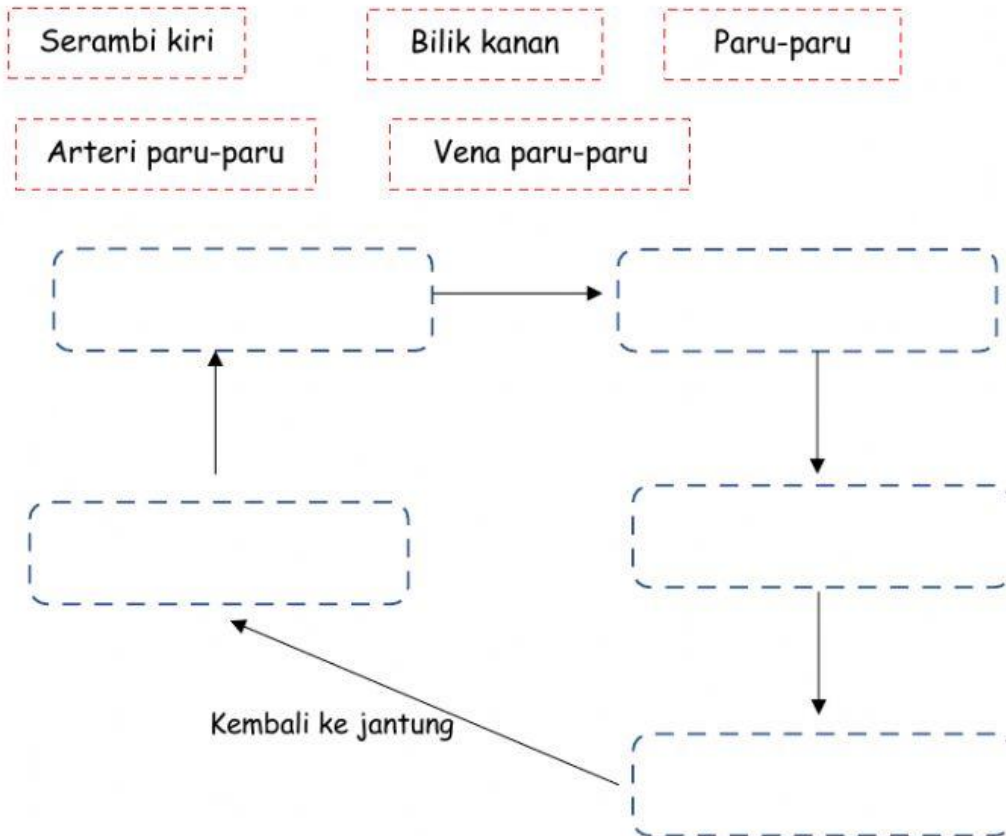 Serambi kiri
Bilik kanan
Paru-paru
Arteri paru-paru
Vena paru-paru
Kembali ke jantung